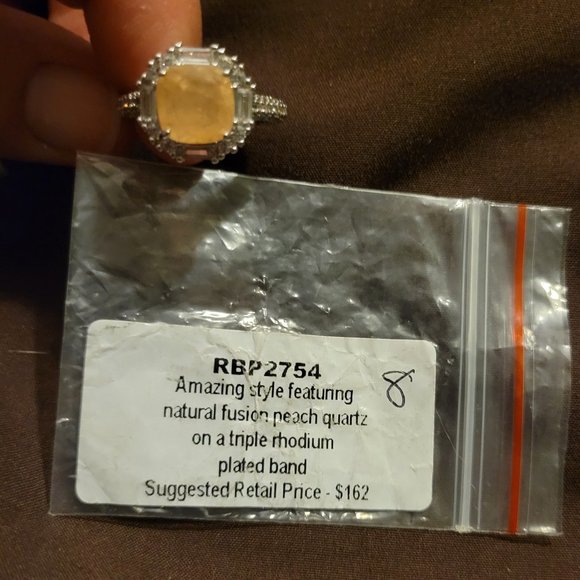 RBP2754
Amazing style featuring
natural fusion peach quartz
on a triple rhodium
plated band
Suggested Retail Price - $162
8